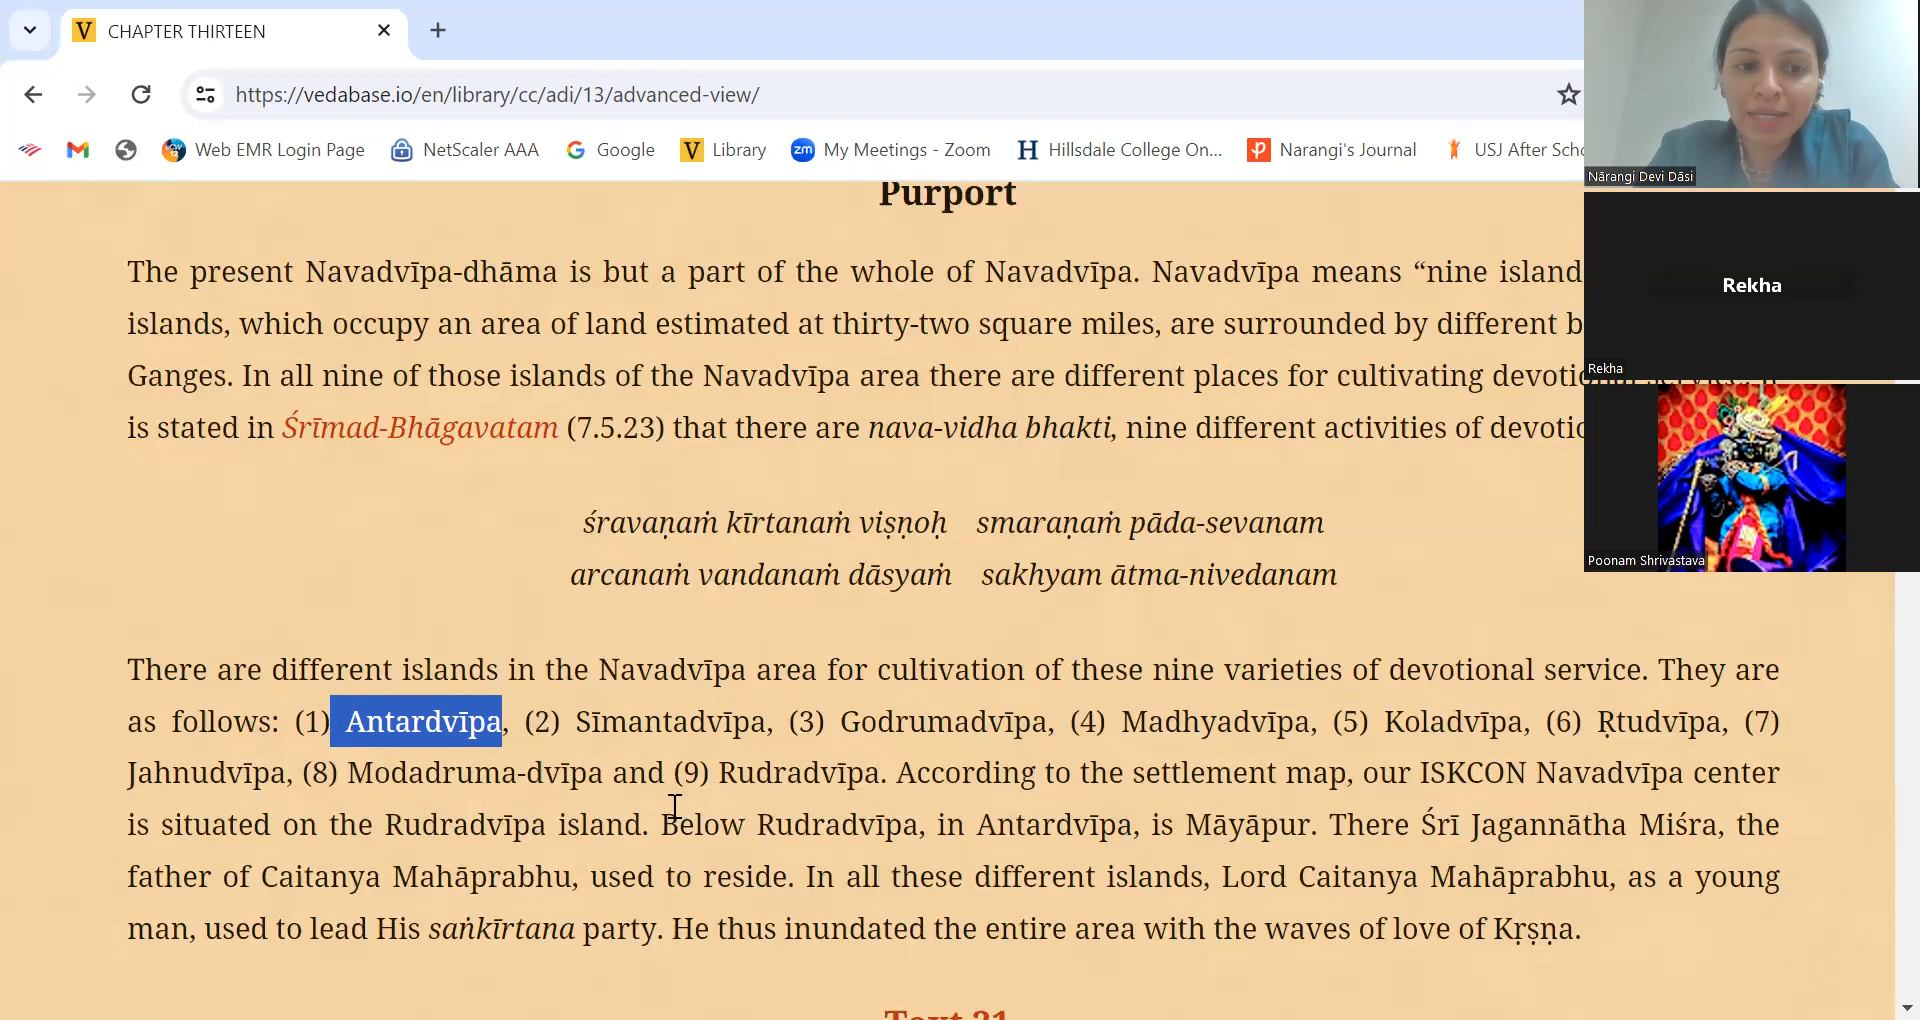 CHAPTER THIRTEEN
https://vedabase.io/en/library/cc/adi/13/advanced-view/
Web EMR Login Page NetScaler AAA Google Library My Meetings - Zoom Hillsdale College On... Narangi's Journal USJ After Scho
Nārangi Devi Dāsi
Rekha
Rekha
Poonam Shrivastava
Purport
The present Navadvīpa-dhāma is but a part of the whole of Navadvīpa. Navadvīpa means “nine island
islands, which occupy an area of land estimated at thirty-two square miles, are surrounded by different b
Ganges. In all nine of those islands of the Navadvīpa area there are different places for cultivating devotional service. It
is stated in Śrīmad-Bhāgavatam (7.5.23) that there are nava-vidha bhakti, nine different activities of devotio
śravaṇaṁ kīrtanaṁ viṣṇoḥ smaraṇaṁ pāda-sevanam
arcanaṁ vandanaṁ dāsyaṁ sakhyam ātma-nivedanam
There are different islands in the Navadvīpa area for cultivation of these nine varieties of devotional service. They are
as follows: (1) Antardvīpa, (2) Sīmantadvīpa, (3) Godrumadvīpa, (4) Madhyadvīpa, (5) Koladvīpa, (6) Ṛtudvīpa, (7)
Jahnudvīpa, (8) Modadruma-dvīpa and (9) Rudradvīpa. According to the settlement map, our ISKCON Navadvīpa center
is situated on the Rudradvīpa island. Below Rudradvīpa, in Antardvīpa, is Māyāpur. There Śrī Jagannātha Miśra, the
father of Caitanya Mahāprabhu, used to reside. In all these different islands, Lord Caitanya Mahāprabhu, as a young
man, used to lead His saṅkīrtana party. He thus inundated the entire area with the waves of love of Kṛṣṇa.
Text 31